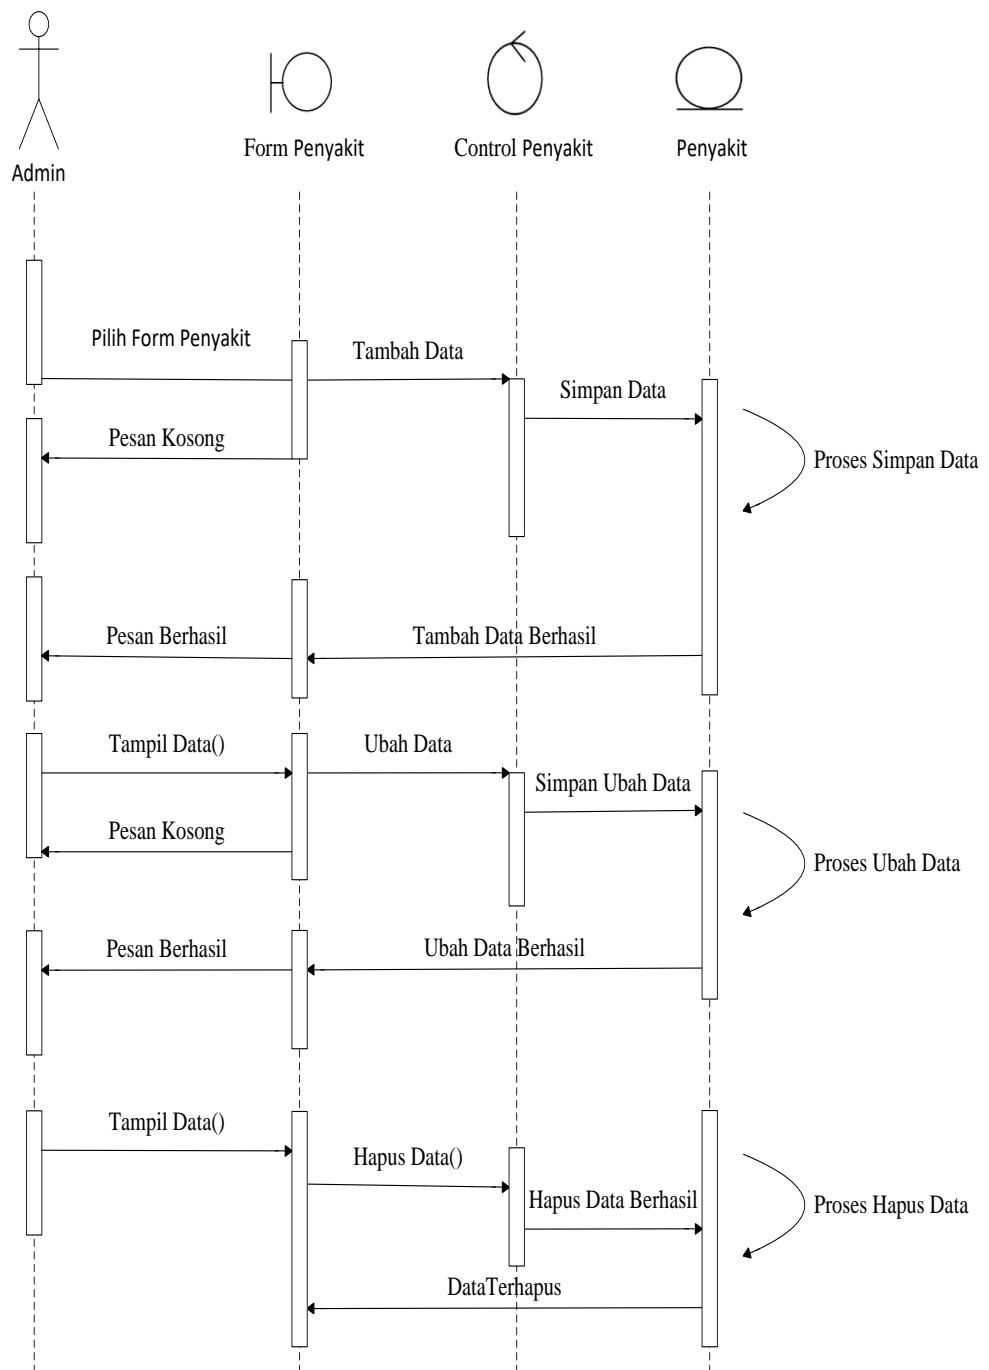 Admin
Form Penyakit
Control Penyakit
Penyakit
Pilih Form Penyakit
Tambah Data
Simpan Data
Pesan Kosong
Proses Simpan Data
Pesan Berhasil
Tambah Data Berhasil
Tampil Data()
Ubah Data
Simpan Ubah Data
Pesan Kosong
Proses Ubah Data
Pesan Berhasil
Ubah Data Berhasil
Tampil Data()
Hapus Data()
Hapus Data Berhasil
Proses Hapus Data
DataTerhapus